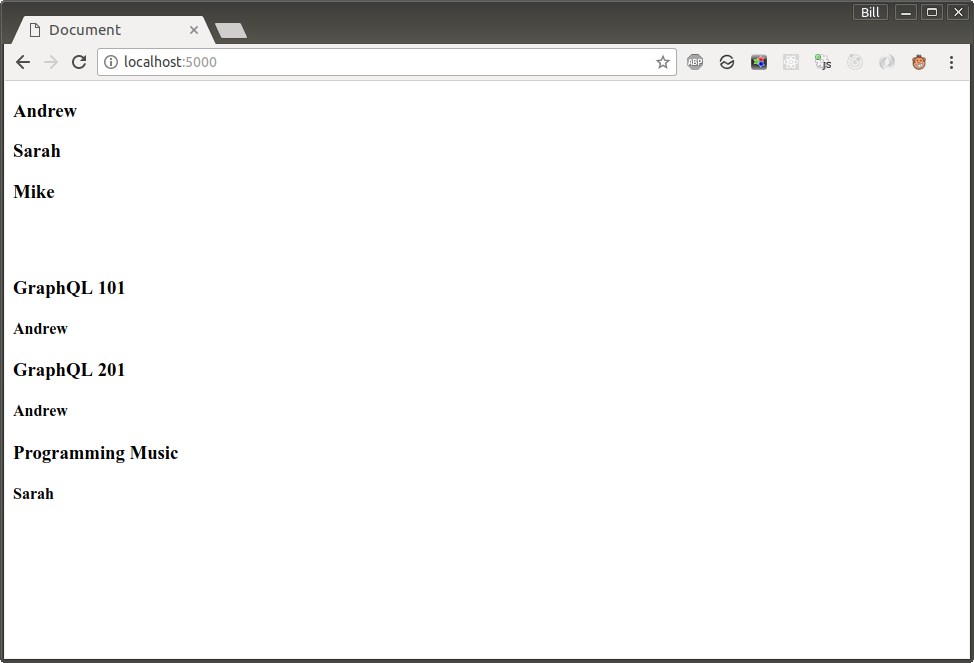 Bill
Document
localhost:5000
ABP
JS
Andrew
Sarah
Mike
GraphQL 101
Andrew
GraphQL 201
Andrew
Programming Music
Sarah